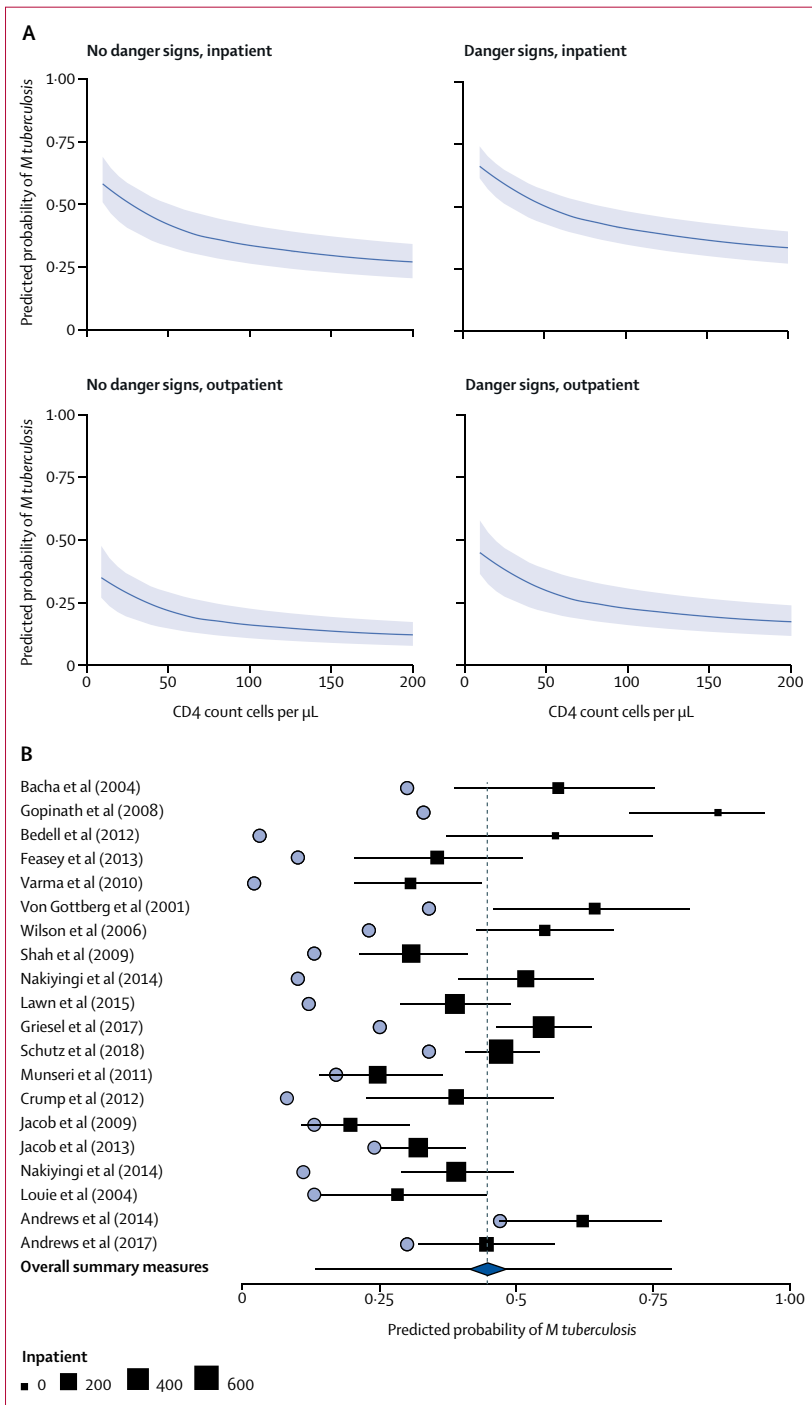 A
No danger signs, inpatient
Danger signs, inpatient
Predicted probability of M tuberculosis
1·00
0·75
0·50
0·25
0
No danger signs, outpatient
Danger signs, outpatient
Predicted probability of M tuberculosis
1·00
0·75
0·50
0·25
0
0 50 100 150 200
0 50 100 150 200
CD4 count cells per µL
CD4 count cells per µL
B
Bacha et al (2004)
Gopinath et al (2008)
Bedell et al (2012)
Feasey et al (2013)
Varma et al (2010)
Von Gottberg et al (2001)
Wilson et al (2006)
Shah et al (2009)
Nakiyingi et al (2014)
Lawn et al (2015)
Griesel et al (2017)
Schutz et al (2018)
Munseri et al (2011)
Crump et al (2012)
Jacob et al (2009)
Jacob et al (2013)
Nakiyingi et al (2014)
Louie et al (2004)
Andrews et al (2014)
Andrews et al (2017)
Overall summary measures
0 0·25 0·5 0·75 1·00
Predicted probability of M tuberculosis
Inpatient
0 200 400 600